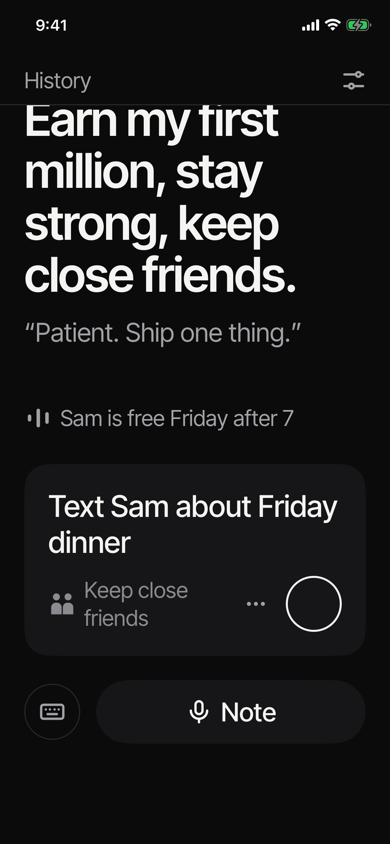 9:41
History
Earn my first
million, stay
strong, keep
close friends.
“Patient. Ship one thing.”
Sam is free Friday after 7
Text Sam about Friday
dinner
Keep close
friends
Note